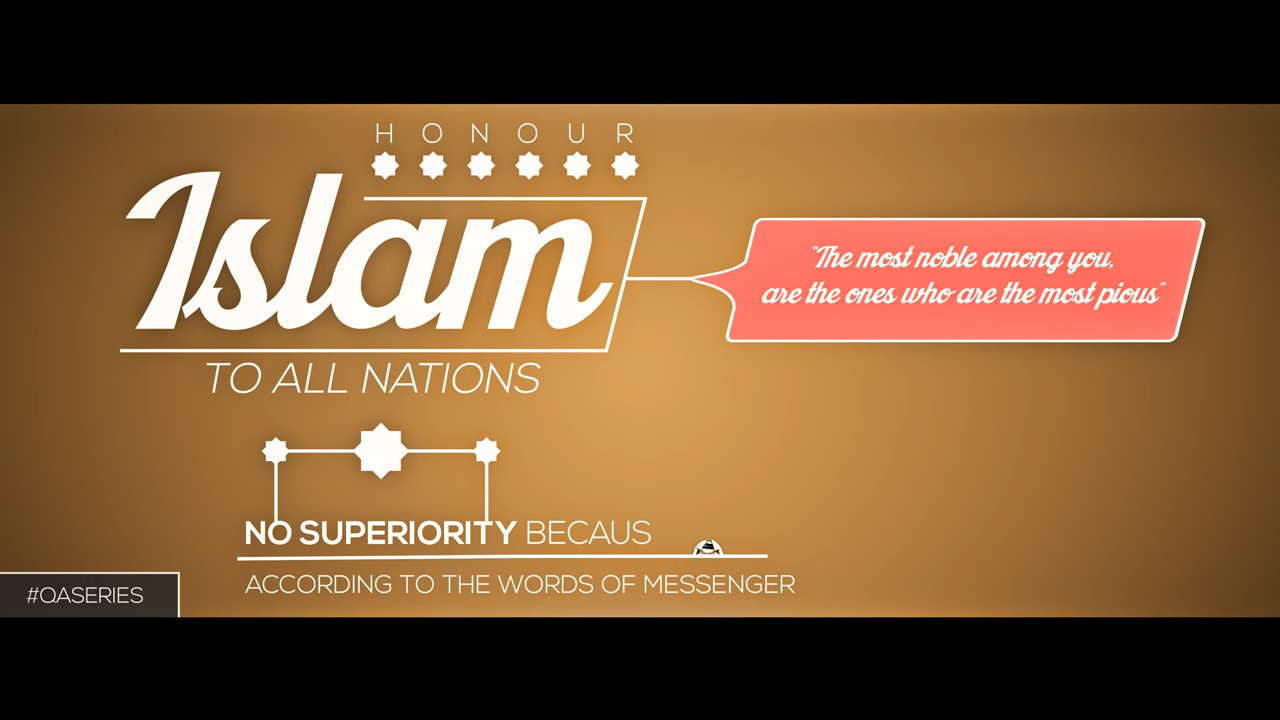 HONOUR
Islam
TO ALL NATIONS
"The most noble among you,
are the ones who are the most pious"
NO SUPERIORITY BECAUS
ACCORDING TO THE WORDS OF MESSENGER
#QASERIES